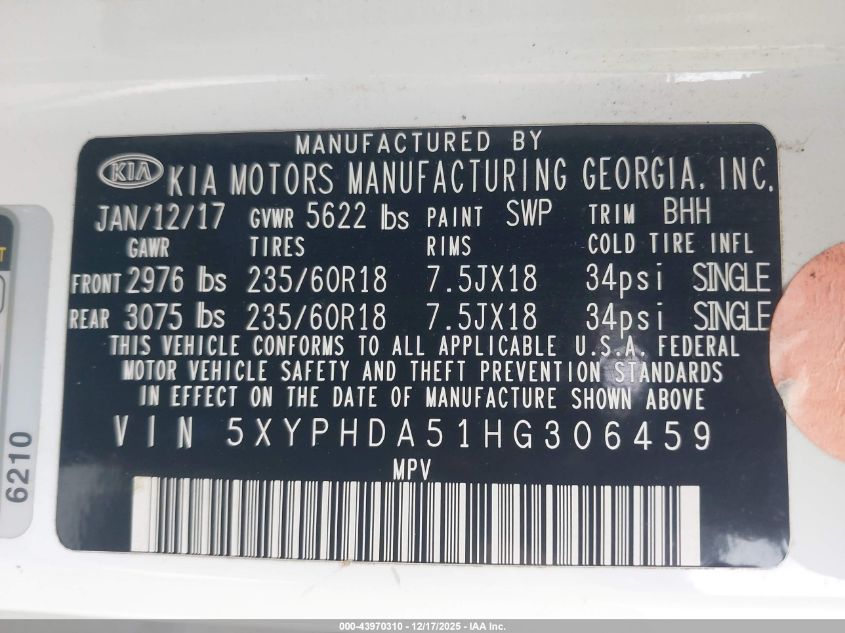 MANUFACTURED BY
KIA KIA MOTORS MANUFACTURING GEORGIA, INC.
JAN/12/17 GVWR 5622 lbs PAINT SWP TRIM BHH
GAWR TIRES RIMS COLD TIRE INFL
FRONT 2976 lbs 235/60R18 7.5JX18 34psi SINGLE
REAR 3075 lbs 235/60R18 7.5JX18 34psi SINGLE
THIS VEHICLE CONFORMS TO ALL APPLICABLE U.S.A. FEDERAL
MOTOR VEHICLE SAFETY AND THEFT PREVENTION STANDARDS
IN EFFECT ON THE DATE OF MANUFACTURE SHOWN ABOVE
VIN 5XYPHDA51HG306459
MPV
6210
000-43970310 - 12/17/2025 - IAA Inc.